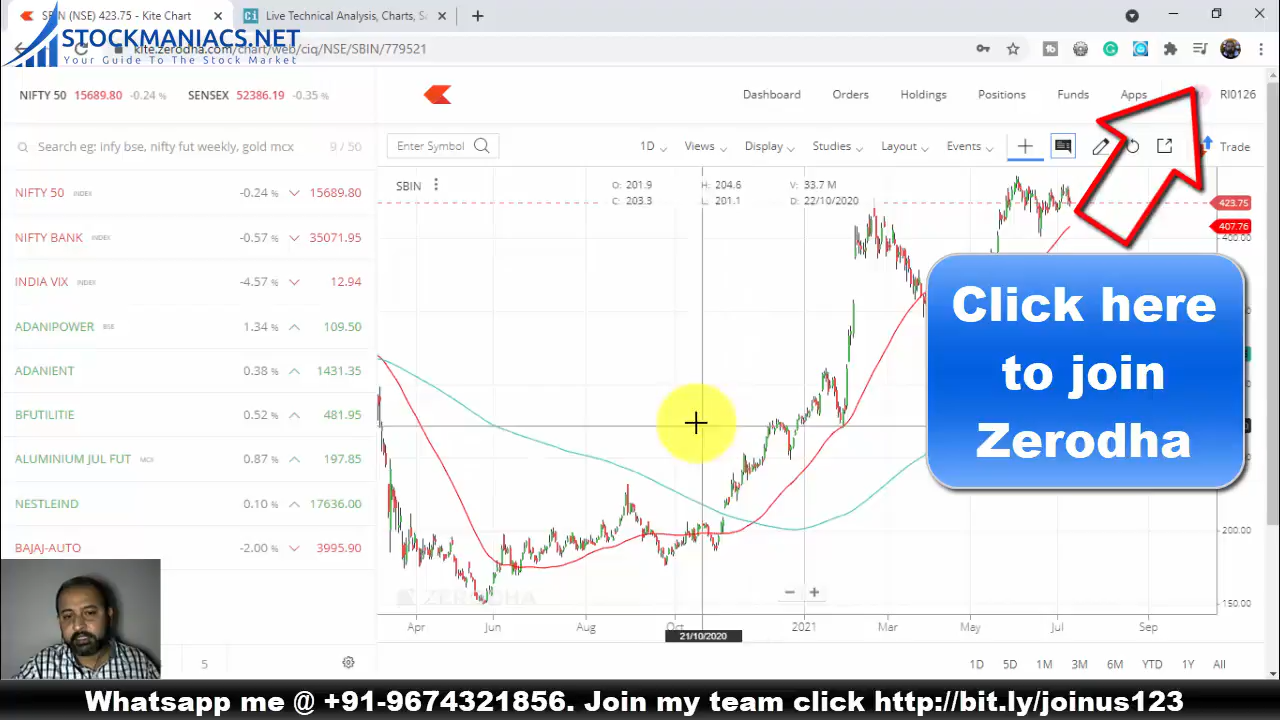 SBIN (NSE) 423.75 - Kite Chart
Live Technical Analysis, Charts, Sc
STOCKMANIACS.NET
kite.zerodha.com/chart/web/ciq/NSE/SBIN/779521
Your Guide To The Stock Market
NIFTY 50 15689.80 -0.24 % SENSEX 52386.19 -0.35 %
Dashboard Orders Holdings Positions Funds Apps RI0126
Search eg: infy bse, nifty fut weekly, gold mcx
Enter Symbol 1D Views Display Studies Layout Events Trade
NIFTY 50 INDEX -0.24 % 15689.80
NIFTY BANK INDEX -0.57 % 35071.95
INDIA VIX INDEX -4.57 % 12.94
ADANIPOWER BSE 1.34 % 109.50
ADANIENT 0.38 % 1431.35
BFUTILITIE 0.52 % 481.95
ALUMINIUM JUL FUT MCX 0.87 % 197.85
NESTLEIND 0.10 % 17636.00
BAJAJ-AUTO -2.00 % 3995.90
5
SBIN
O: 201.9 H: 204.6 V: 33.7 M
C: 203.3 L: 201.1 D: 22/10/2020
423.75
407.76
400.00
200.00
150.00
Click here
to join
Zerodha
ZERODHA
Apr Jun Aug Oct 2021 Mar May Jul Sep
21/10/2020
1D 5D 1M 3M 6M YTD 1Y All
Whatsapp me @ +91-9674321856. Join my team click http://bit.ly/joinus123